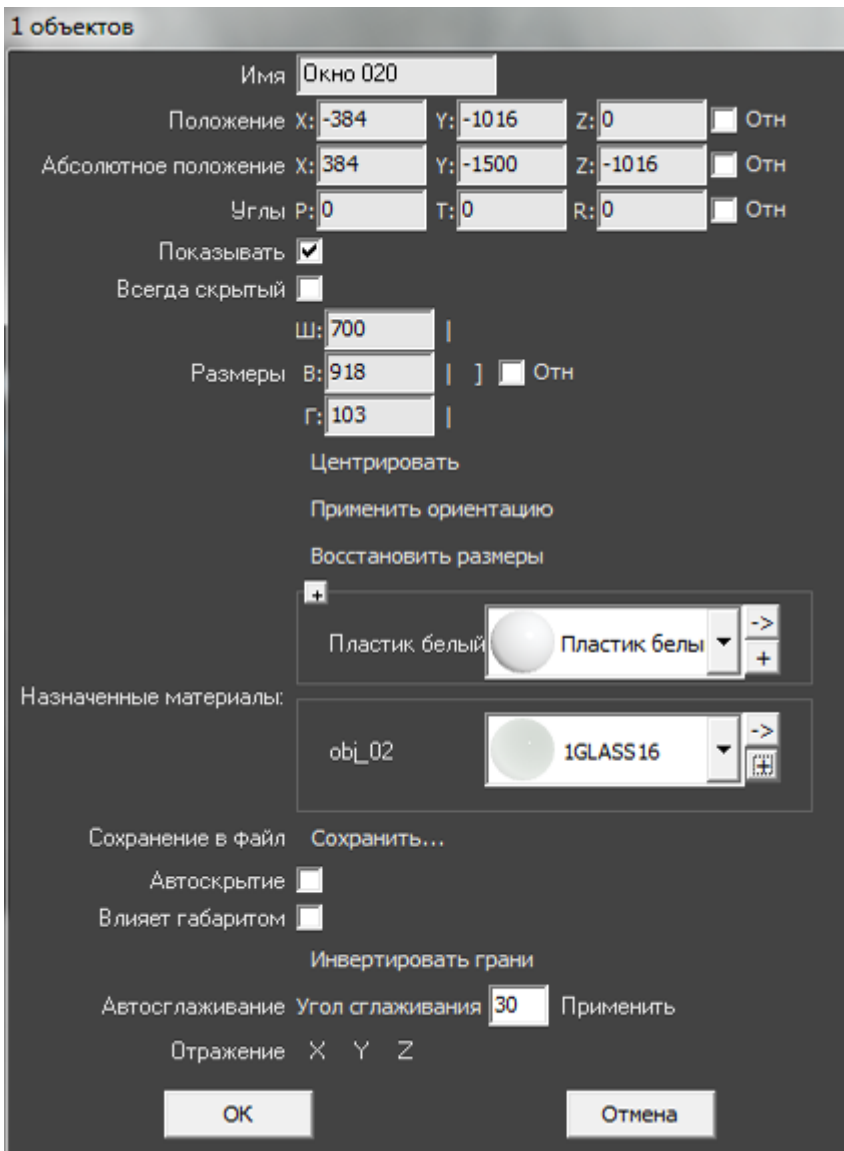 1 объектов
Имя Окно 020
Положение X: -384 Y: -1016 Z: 0 Отн
Абсолютное положение X: 384 Y: -1500 Z: -1016 Отн
Углы P: 0 T: 0 R: 0 Отн
Показывать
Всегда скрытый
Ш: 700 |
Размеры В: 918 | ] Отн
Г: 103 |
Центрировать
Применить ориентацию
Восстановить размеры
+
Пластик белый Пластик белы -> +
Назначенные материалы:
obj_02 1GLASS16 -> +
Сохранение в файл Сохранить...
Автоскрытие
Влияет габаритом
Инвертировать грани
Автосглаживание Угол сглаживания 30 Применить
Отражение X Y Z
OK Отмена